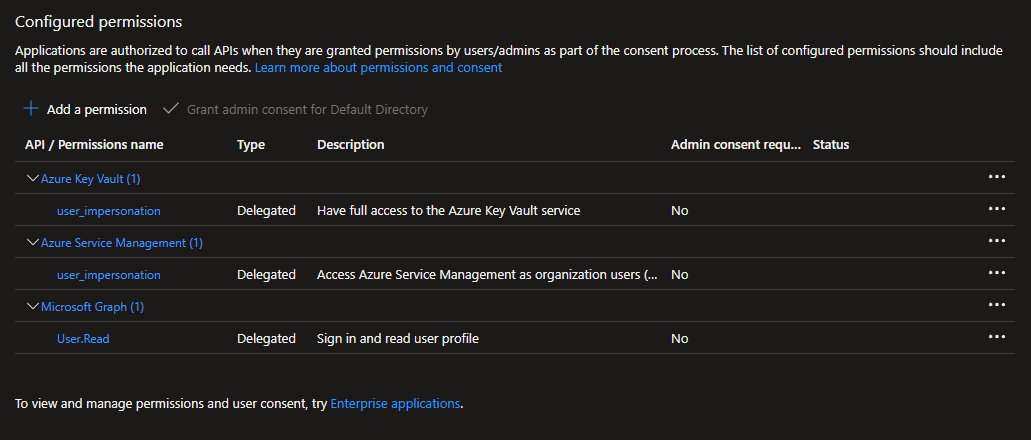 Configured permissions
Applications are authorized to call APIs when they are granted permissions by users/admins as part of the consent process. The list of configured permissions should include
all the permissions the application needs. Learn more about permissions and consent
Add a permission Grant admin consent for Default Directory
API / Permissions name Type Description Admin consent requ... Status
Azure Key Vault (1)
user_impersonation Delegated Have full access to the Azure Key Vault service No
Azure Service Management (1)
user_impersonation Delegated Access Azure Service Management as organization users (... No
Microsoft Graph (1)
User.Read Delegated Sign in and read user profile No
To view and manage permissions and user consent, try Enterprise applications.